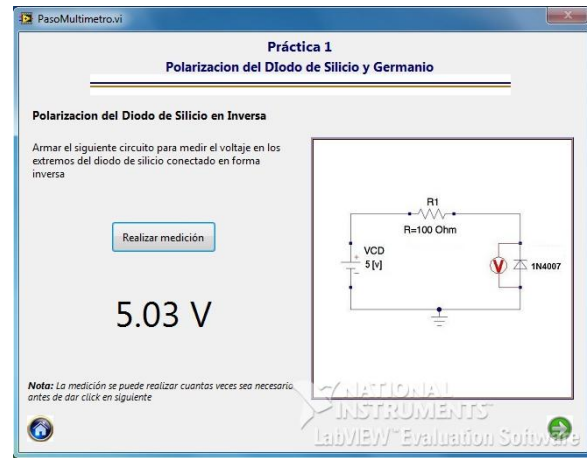 PasoMultimetro.vi
Práctica 1
Polarizacion del DIodo de Silicio y Germanio
Polarizacion del Diodo de Silicio en Inversa
Armar el siguiente circuito para medir el voltaje en los
extremos del diodo de silicio conectado en forma
inversa
Realizar medición
5.03 V
R1
R=100 Ohm
VCD
5 [v]
V
1N4007
Nota: La medición se puede realizar cuantas veces sea necesario
antes de dar click en siguiente
NATIONAL
INSTRUMENTS
LabVIEW Evaluation Software